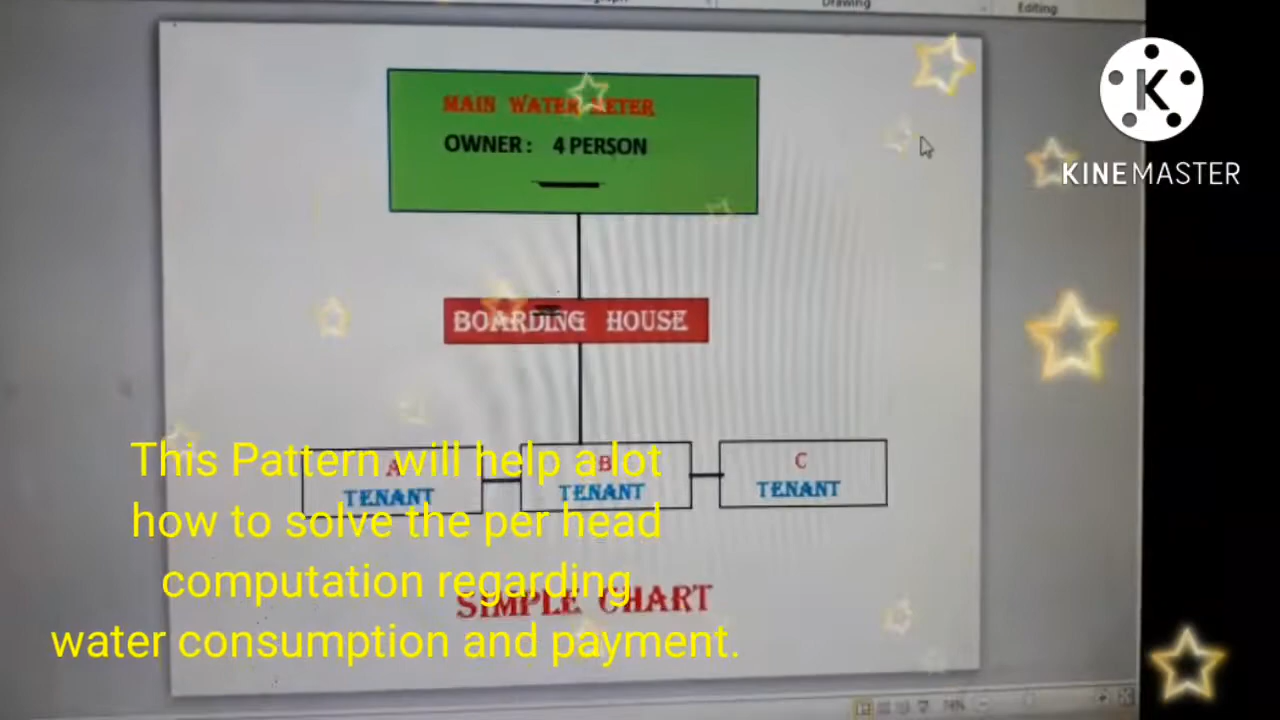 Drawing
Editing
MAIN WATER METER
OWNER: 4 PERSON
K
KINEMASTER
BOARDING HOUSE
A
TENANT
B
TENANT
C
TENANT
This Pattern will help alot
how to solve the per head
computation regarding
water consumption and payment.
SIMPLE CHART